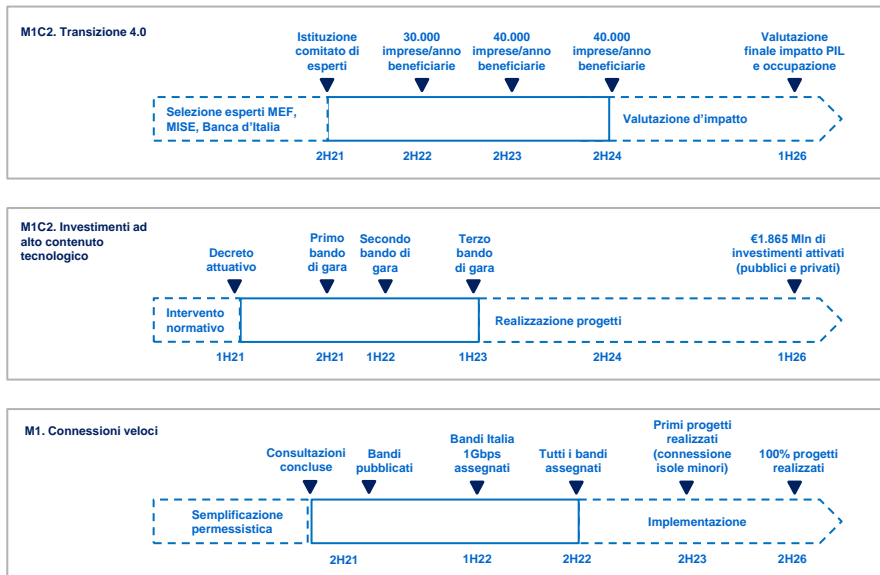 M1C2. Transizione 4.0
Istituzione
comitato di
esperti
30.000
imprese/anno
beneficiarie
40.000
imprese/anno
beneficiarie
40.000
imprese/anno
beneficiarie
Valutazione
finale impatto PIL
e occupazione
Selezione esperti MEF,
MISE, Banca d'Italia
Valutazione d'impatto
2H21
2H22
2H23
2H24
1H26
M1C2. Investimenti ad
alto contenuto
tecnologico
Decreto
attuativo
Primo
bando
di gara
Secondo
bando di
gara
Terzo
bando
di gara
€1.865 Mln di
investimenti attivati
(pubblici e privati)
Intervento
normativo
Realizzazione progetti
1H21
2H21
1H22
1H23
2H24
1H26
M1. Connessioni veloci
Consultazioni
concluse
Bandi
pubblicati
Bandi Italia
1Gbps
assegnati
Tutti i bandi
assegnati
Primi progetti
realizzati
(connessione
isole minori)
100% progetti
realizzati
Semplificazione
permessistica
Implementazione
2H21
1H22
2H22
2H23
2H26